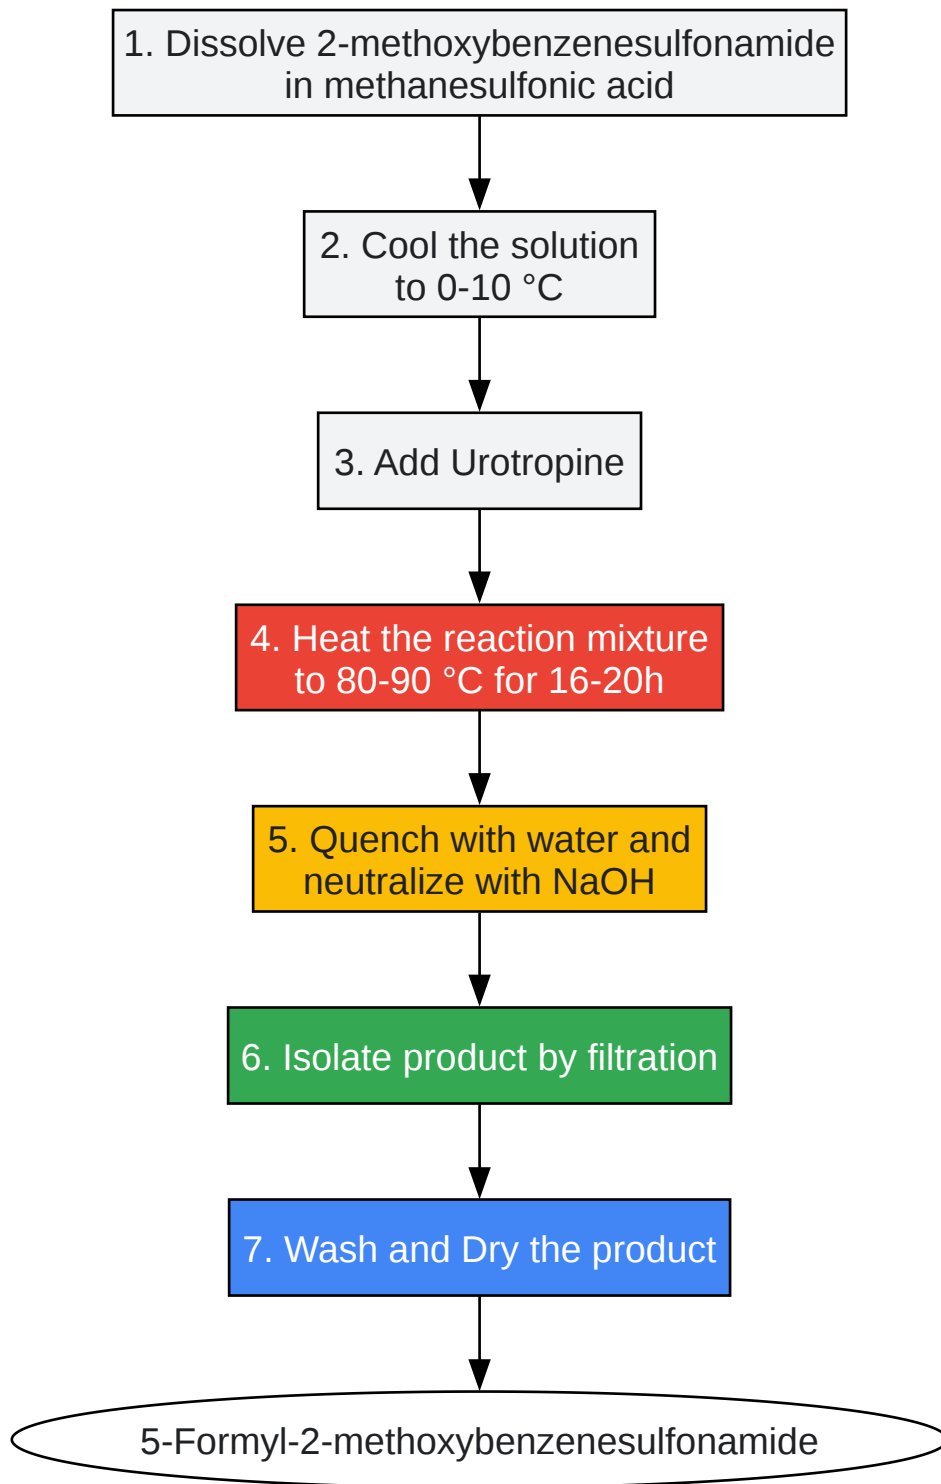 1. Dissolve 2-methoxybenzenesulfonamide
in methanesulfonic acid
2. Cool the solution
to 0-10 °C
3. Add Urotropine
4. Heat the reaction mixture
to 80-90 °C for 16-20h
5. Quench with water and
neutralize with NaOH
6. Isolate product by filtration
7. Wash and Dry the product
5-Formyl-2-methoxybenzenesulfonamide